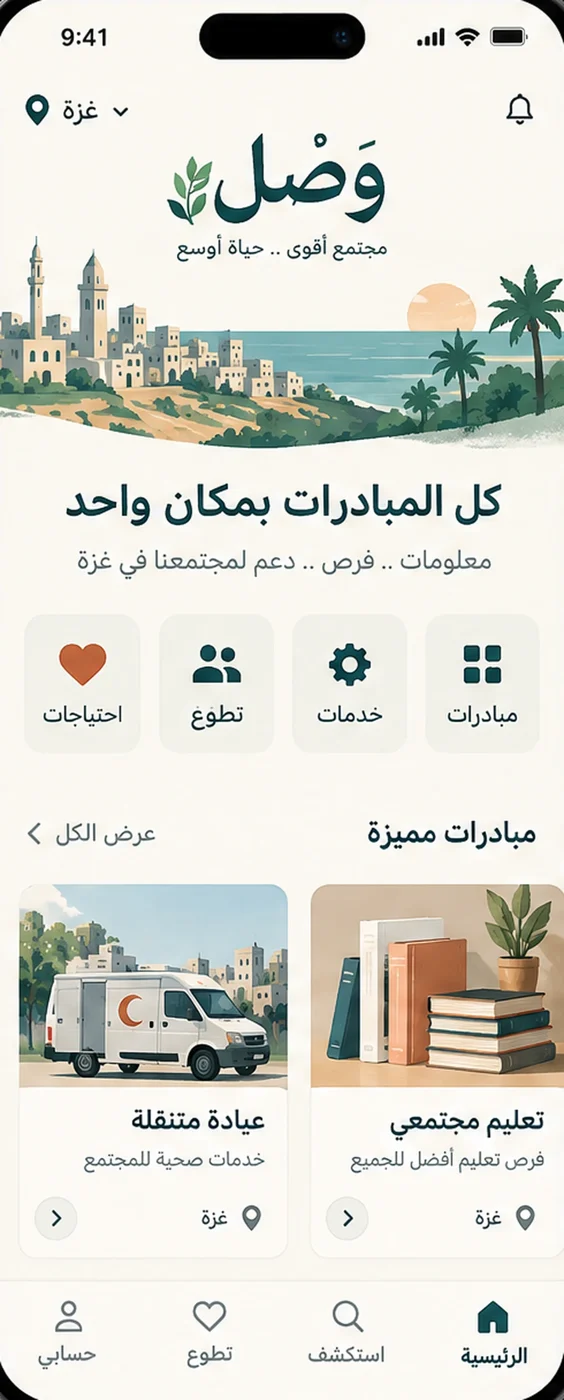 9:41
غزة
وَصْل
مجتمع أقوى .. حياة أوسع
كل المبادرات بمكان واحد
معلومات .. فرص .. دعم لمجتمعنا في غزة
مبادرات
خدمات
تطوع
احتياجات
مبادرات مميزة
عرض الكل
تعليم مجتمعي
فرص تعليم أفضل للجميع
غزة
عيادة متنقلة
خدمات صحية للمجتمع
غزة
الرئيسية
استكشف
تطوع
حسابي